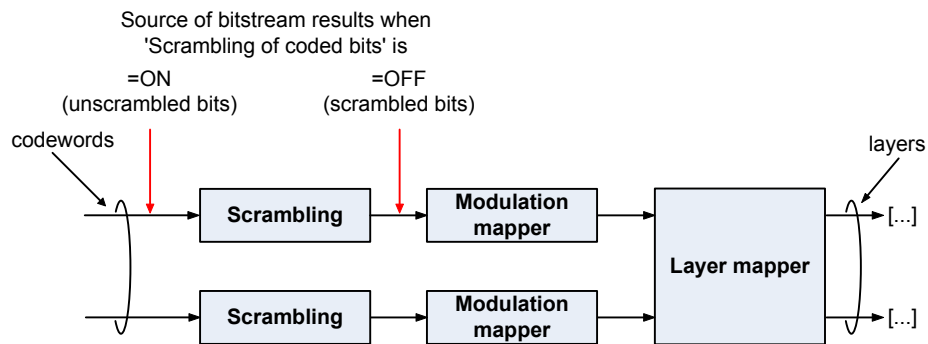 Source of bitstream results when
'Scrambling of coded bits' is
=ON
(unscrambled bits)
=OFF
(scrambled bits)
codewords
layers
Scrambling
Modulation
mapper
Layer mapper
[...]
Scrambling
Modulation
mapper
[...]